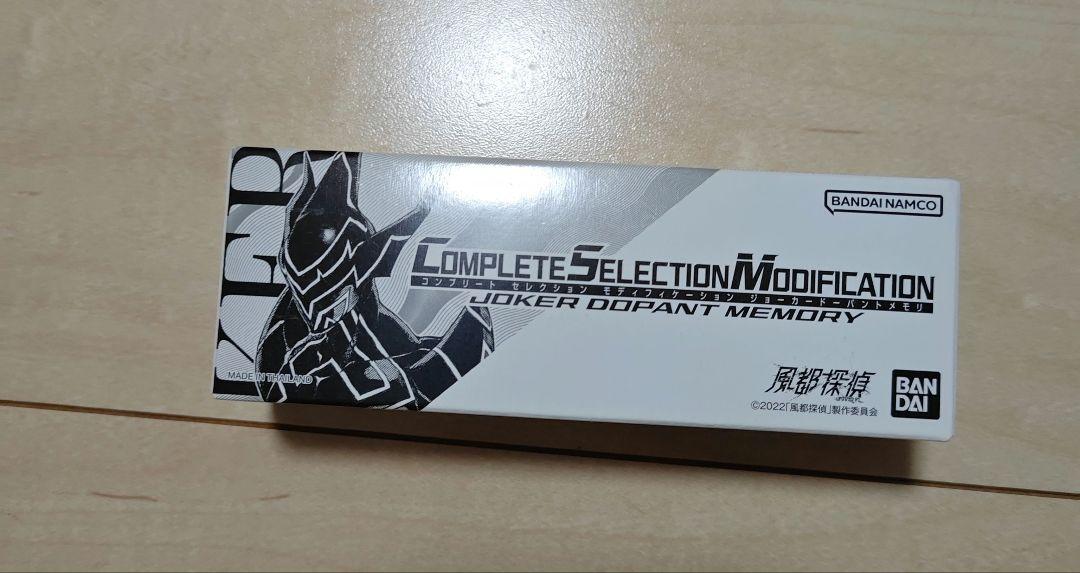 BANDAI NAMCO
COMPLETE SELECTION MODIFICATION
コンプリート セレクション モディフィケーション ジョーカードーパントメモリ
JOKER DOPANT MEMORY
MADE IN THAILAND
風都探偵
BAN
DAI
©2022「風都探偵」製作委員会